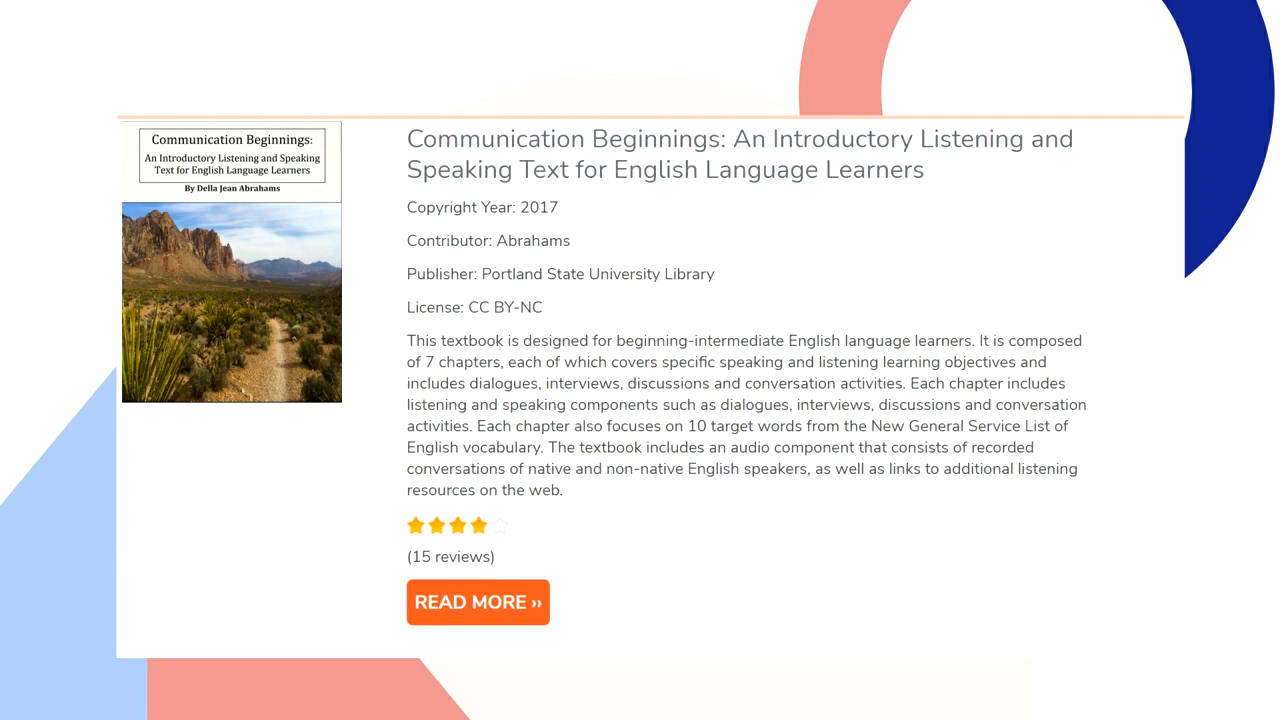 Communication Beginnings:
An Introductory Listening and Speaking
Text for English Language Learners
By Della Jean Abrahams
Communication Beginnings: An Introductory Listening and
Speaking Text for English Language Learners
Copyright Year: 2017
Contributor: Abrahams
Publisher: Portland State University Library
License: CC BY-NC
This textbook is designed for beginning-intermediate English language learners. It is composed
of 7 chapters, each of which covers specific speaking and listening learning objectives and
includes dialogues, interviews, discussions and conversation activities. Each chapter includes
listening and speaking components such as dialogues, interviews, discussions and conversation
activities. Each chapter also focuses on 10 target words from the New General Service List of
English vocabulary. The textbook includes an audio component that consists of recorded
conversations of native and non-native English speakers, as well as links to additional listening
resources on the web.
(15 reviews)
READ MORE ››